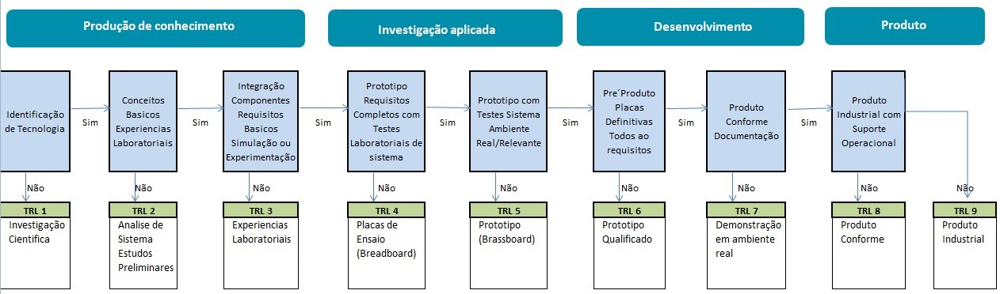 Produção de conhecimento
Investigação aplicada
Desenvolvimento
Produto
Identificação
de Tecnologia
Sim
Conceitos
Basicos
Experiencias
Laboratoriais
Sim
Integração
Componentes
Requisitos
Basicos
Simulação ou
Experimentação
Sim
Prototipo
Requisitos
Completos com
Testes
Laboratoriais de
sistema
Sim
Prototipo com
Testes Sistema
Ambiente
Real/Relevante
Sim
Pre´Produto
Placas
Definitivas
Todos ao
requisitos
Sim
Produto
Conforme
Documentação
Sim
Produto
Industrial com
Suporte
Operacional
Não
Não
Não
Não
Não
Não
Não
Não
Não
TRL 1
Investigação
Cientifica
TRL 2
Analise de
Sistema
Estudos
Preliminares
TRL 3
Experiencias
Laboratoriais
TRL 4
Placas de
Ensaio
(Breadboard)
TRL 5
Prototipo
(Brassboard)
TRL 6
Prototipo
Qualificado
TRL 7
Demonstração
em ambiente
real
TRL 8
Produto
Conforme
TRL 9
Produto
Industrial